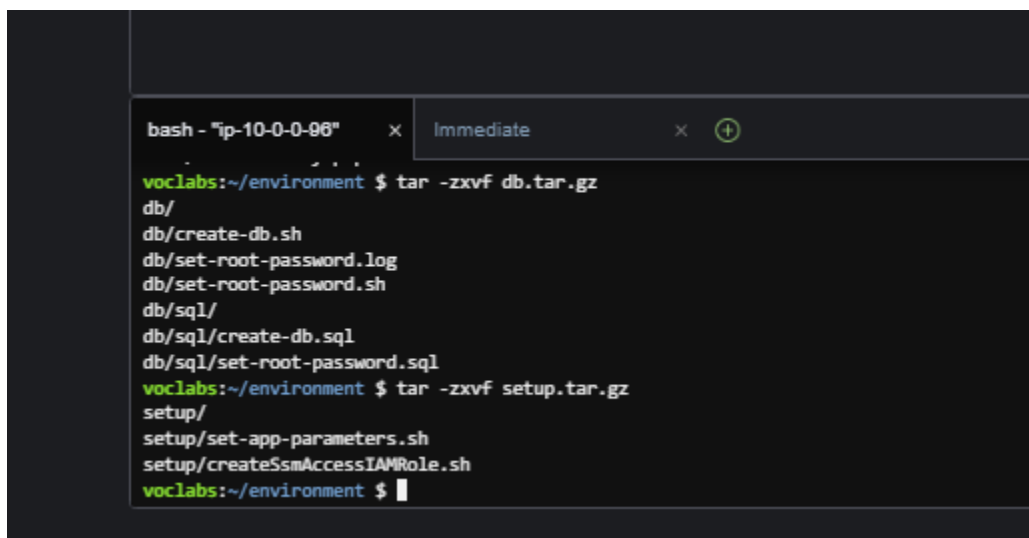 bash - "ip-10-0-0-96" × Immediate ×
voclabs:~/environment $ tar -zxvf db.tar.gz
db/
db/create-db.sh
db/set-root-password.log
db/set-root-password.sh
db/sql/
db/sql/create-db.sql
db/sql/set-root-password.sql
voclabs:~/environment $ tar -zxvf setup.tar.gz
setup/
setup/set-app-parameters.sh
setup/createSsmAccessIAMRole.sh
voclabs:~/environment $